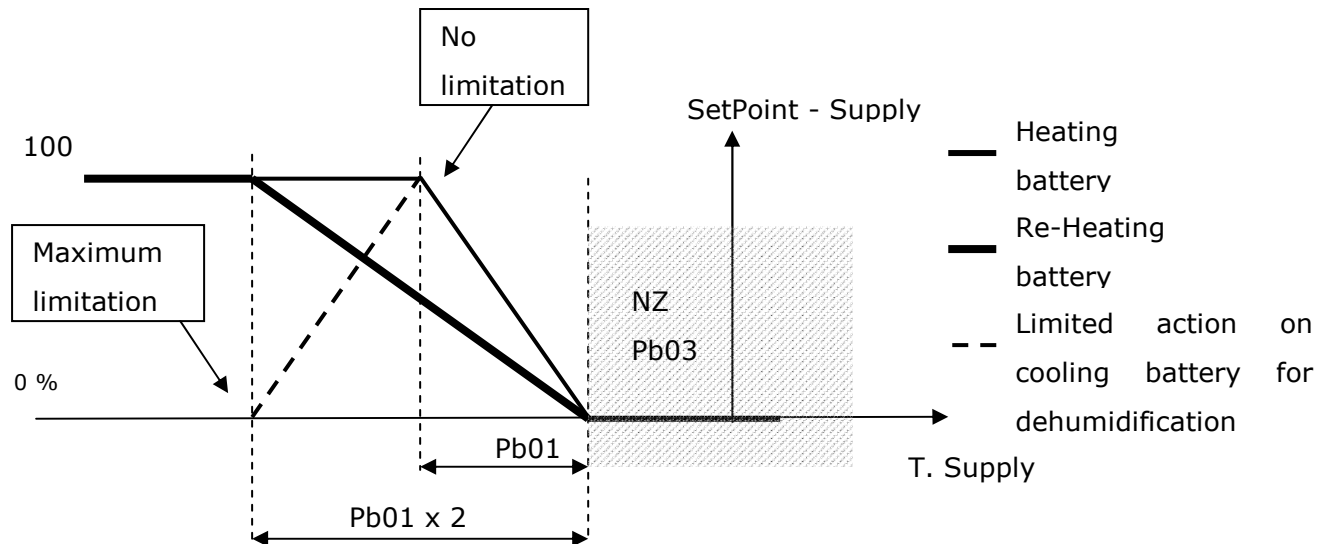 No
limitation
SetPoint - Supply
Heating
battery
100
Re-Heating
battery
Maximum
limitation
NZ
Pb03
Limited action on
cooling battery for
dehumidification
0 %
Pb01
T. Supply
Pb01 x 2